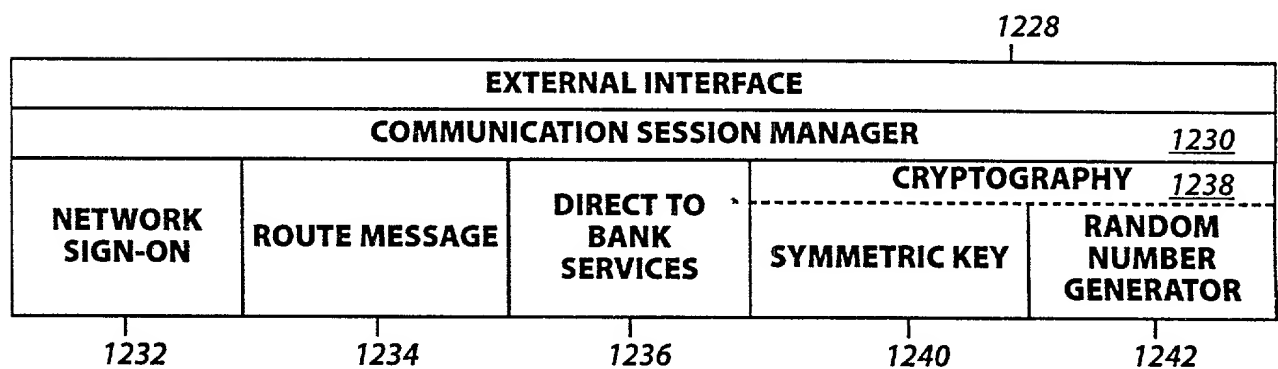 1228
EXTERNAL INTERFACE
COMMUNICATION SESSION MANAGER 1230
NETWORK
SIGN-ON
ROUTE MESSAGE
DIRECT TO
BANK
SERVICES
CRYPTOGRAPHY 1238
SYMMETRIC KEY
RANDOM
NUMBER
GENERATOR
1232 1234 1236 1240 1242